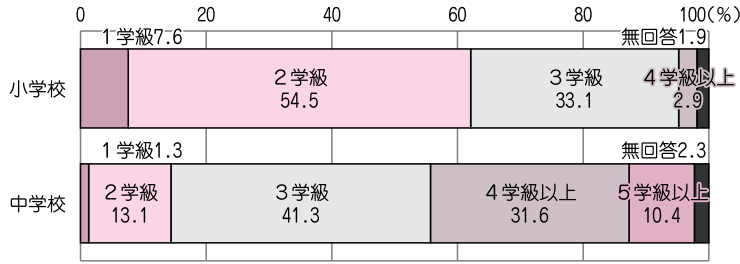 0 20 40 60 80 100(%)
1学級7.6 無回答1.9
小学校 2学級 3学級 4学級以上
54.5 33.1 2.9
1学級1.3 無回答2.3
中学校 2学級 3学級 4学級以上 5学級以上
13.1 41.3 31.6 10.4